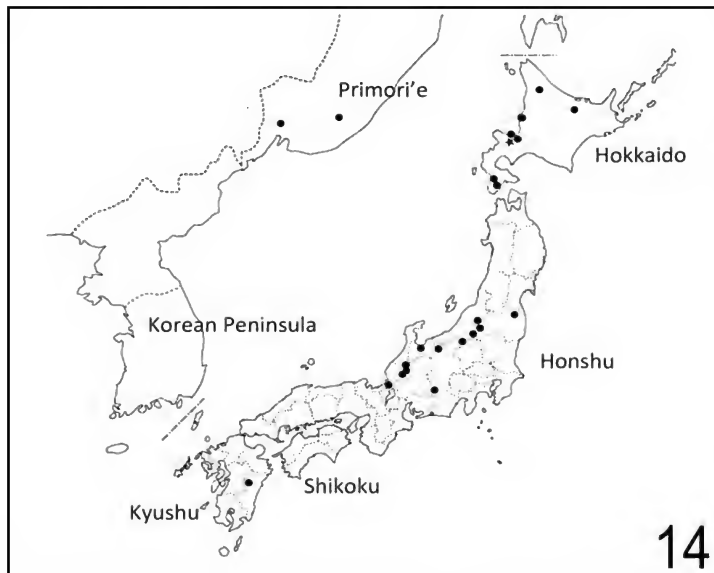 Primori'e
Hokkaido
Korean Peninsula
Honshu
Shikoku
Kyushu
14